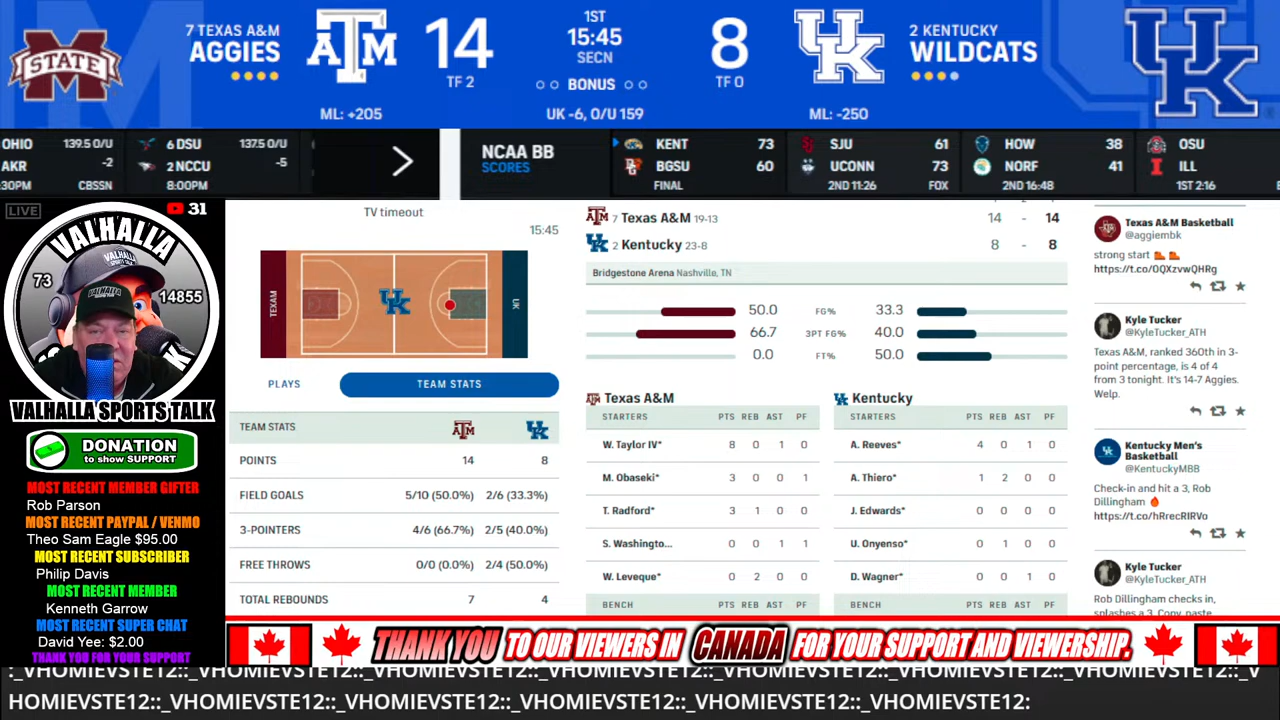 7 TEXAS A&M
AGGIES
14
TF 2
ML: +205
1ST
15:45
SECN
BONUS
UK -6, O/U 159
8
TF 0
2 KENTUCKY
WILDCATS
ML: -250
STATE
OHIO 139.5 O/U
AKR -2
:30PM CBSSN
6 DSU 137.5 O/U
2 NCCU -5
8:00PM
NCAA BB
SCORES
KENT 73
BGSU 60
FINAL
SJU 61
UCONN 73
2ND 11:26 FOX
HOW 38
NORF 41
2ND 16:48
OSU
ILL
1ST 2:16
LIVE
31
VALHALLA
73
14855
VALHALLA SPORTS TALK
DONATION
to show SUPPORT
MOST RECENT MEMBER GIFTER
Rob Parson
MOST RECENT PAYPAL / VENMO
Theo Sam Eagle $95.00
MOST RECENT SUBSCRIBER
Philip Davis
MOST RECENT MEMBER
Kenneth Garrow
MOST RECENT SUPER CHAT
David Yee: $2.00
THANK YOU FOR YOUR SUPPORT
TV timeout
15:45
TEXAM
UK
PLAYS
TEAM STATS
TEAM STATS
POINTS 14 8
FIELD GOALS 5/10 (50.0%) 2/6 (33.3%)
3-POINTERS 4/6 (66.7%) 2/5 (40.0%)
FREE THROWS 0/0 (0.0%) 2/4 (50.0%)
TOTAL REBOUNDS 7 4
7 Texas A&M 19-13 14 - 14
2 Kentucky 23-8 8 - 8
Bridgestone Arena Nashville, TN
50.0 FG% 33.3
66.7 3PT FG% 40.0
0.0 FT% 50.0
Texas A&M
STARTERS PTS REB AST PF
W. Taylor IV* 8 0 1 0
M. Obaseki* 3 0 0 1
T. Radford* 3 1 0 0
S. Washingto... 0 0 1 1
W. Leveque* 0 2 0 0
BENCH PTS REB AST PF
Kentucky
STARTERS PTS REB AST PF
A. Reeves* 4 0 1 0
A. Thiero* 1 2 0 0
J. Edwards* 0 0 0 0
U. Onyenso* 0 1 0 0
D. Wagner* 0 0 1 0
BENCH PTS REB AST PF
Texas A&M Basketball
@aggiembk
strong start
https://t.co/OQXzvwQHRg
Kyle Tucker
@KyleTucker_ATH
Texas A&M, ranked 360th in 3-
point percentage, is 4 of 4
from 3 tonight. It's 14-7 Aggies.
Welp.
Kentucky Men's
Basketball
@KentuckyMBB
Check-in and hit a 3, Rob
Dillingham
https://t.co/hRrecRIRVo
Kyle Tucker
@KyleTucker_ATH
Rob Dillingham checks in,
splashes a 3. Copy, paste
THANK YOU TO OUR VIEWERS IN CANADA FOR YOUR SUPPORT AND VIEWERSHIP.
:_VHOMIEVSTE12::_VHOMIEVSTE12::_VHOMIEVSTE12::_VHOMIEVSTE12::_VHOMIEVSTE12::_VHOMIEVSTE12::_V
HOMIEVSTE12::_VHOMIEVSTE12::_VHOMIEVSTE12::_VHOMIEVSTE12::_VHOMIEVSTE12: